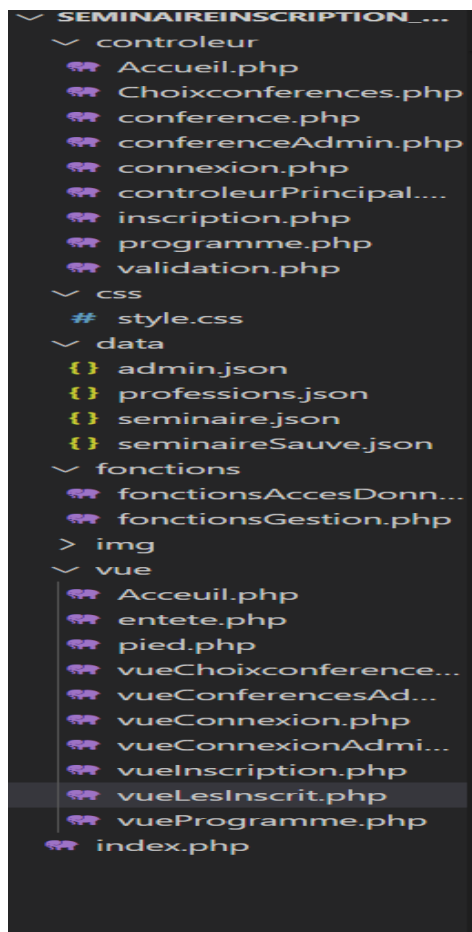 SEMINAIREINSCRIPTION_...
controleur
Accueil.php
Choixconferences.php
conference.php
conferenceAdmin.php
connexion.php
controleurPrincipal....
inscription.php
programme.php
validation.php
css
# style.css
data
{} admin.json
{} professions.json
{} seminaire.json
{} seminaireSauve.json
fonctions
fonctionsAccesDonn...
fonctionsGestion.php
img
vue
Acceuil.php
entete.php
pied.php
vueChoixconference...
vueConferencesAd...
vueConnexion.php
vueConnexionAdmi...
vueInscription.php
vueLesInscrit.php
vueProgramme.php
index.php